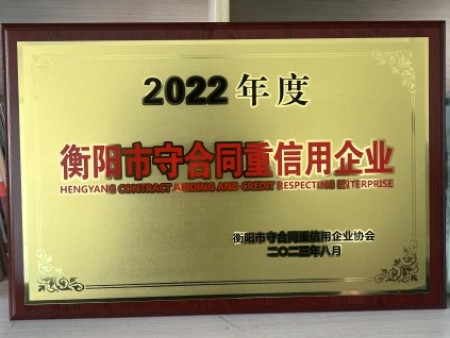 2022年度
衡阳市守合同重信用企业
HENGYANG CONTRACT ABIDING AND CREDIT RESPECTING ENTERPRISE
衡阳市守合同重信用企业协会
二〇二三年八月